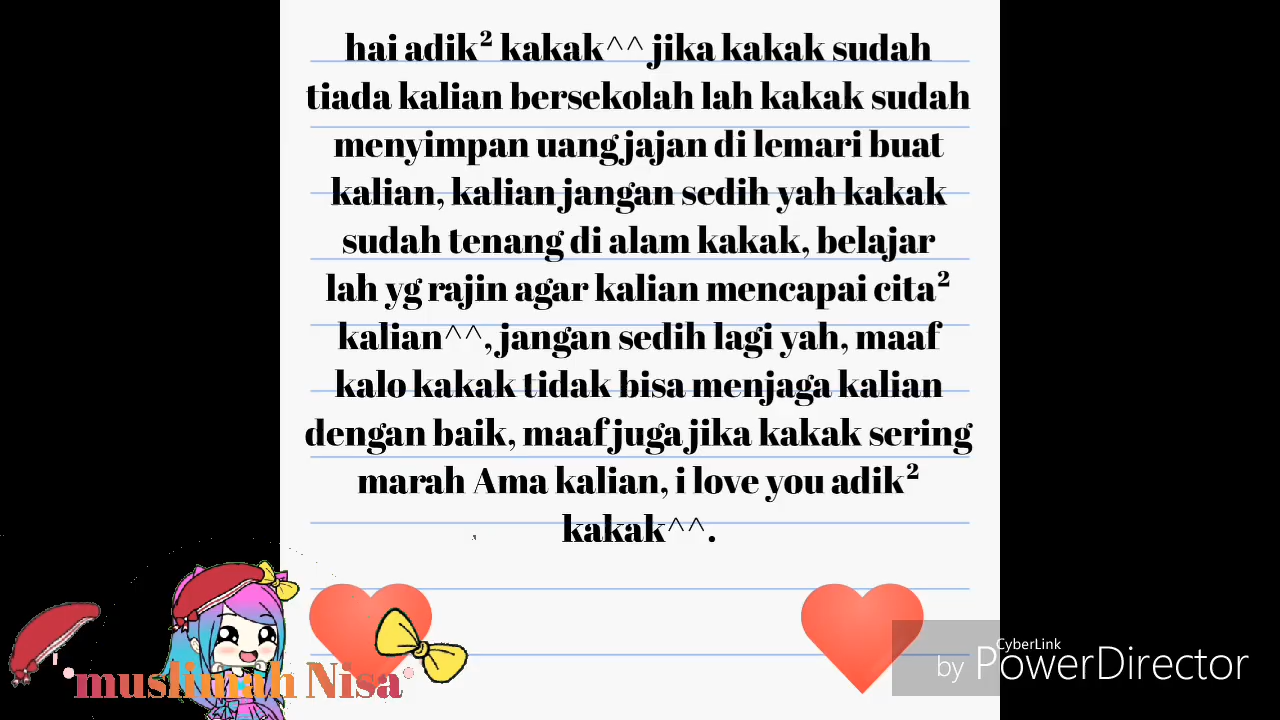 hai adik² kakak^^ jika kakak sudah
tiada kalian bersekolah lah kakak sudah
menyimpan uang jajan di lemari buat
kalian, kalian jangan sedih yah kakak
sudah tenang di alam kakak, belajar
lah yg rajin agar kalian mencapai cita²
kalian^^, jangan sedih lagi yah, maaf
kalo kakak tidak bisa menjaga kalian
dengan baik, maaf juga jika kakak sering
marah Ama kalian, i love you adik²
kakak^^.
'•muslimah Nisa•
CyberLink
by PowerDirector